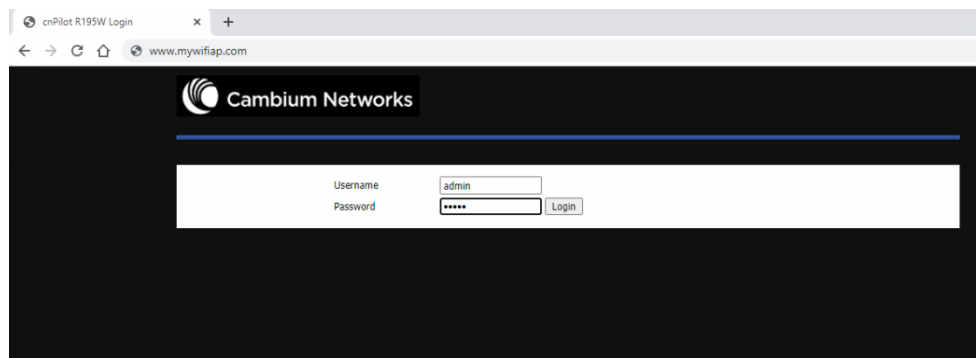 cnPilot R195W Login
www.mywifiap.com
Cambium Networks
Username admin
Password •••••
Login